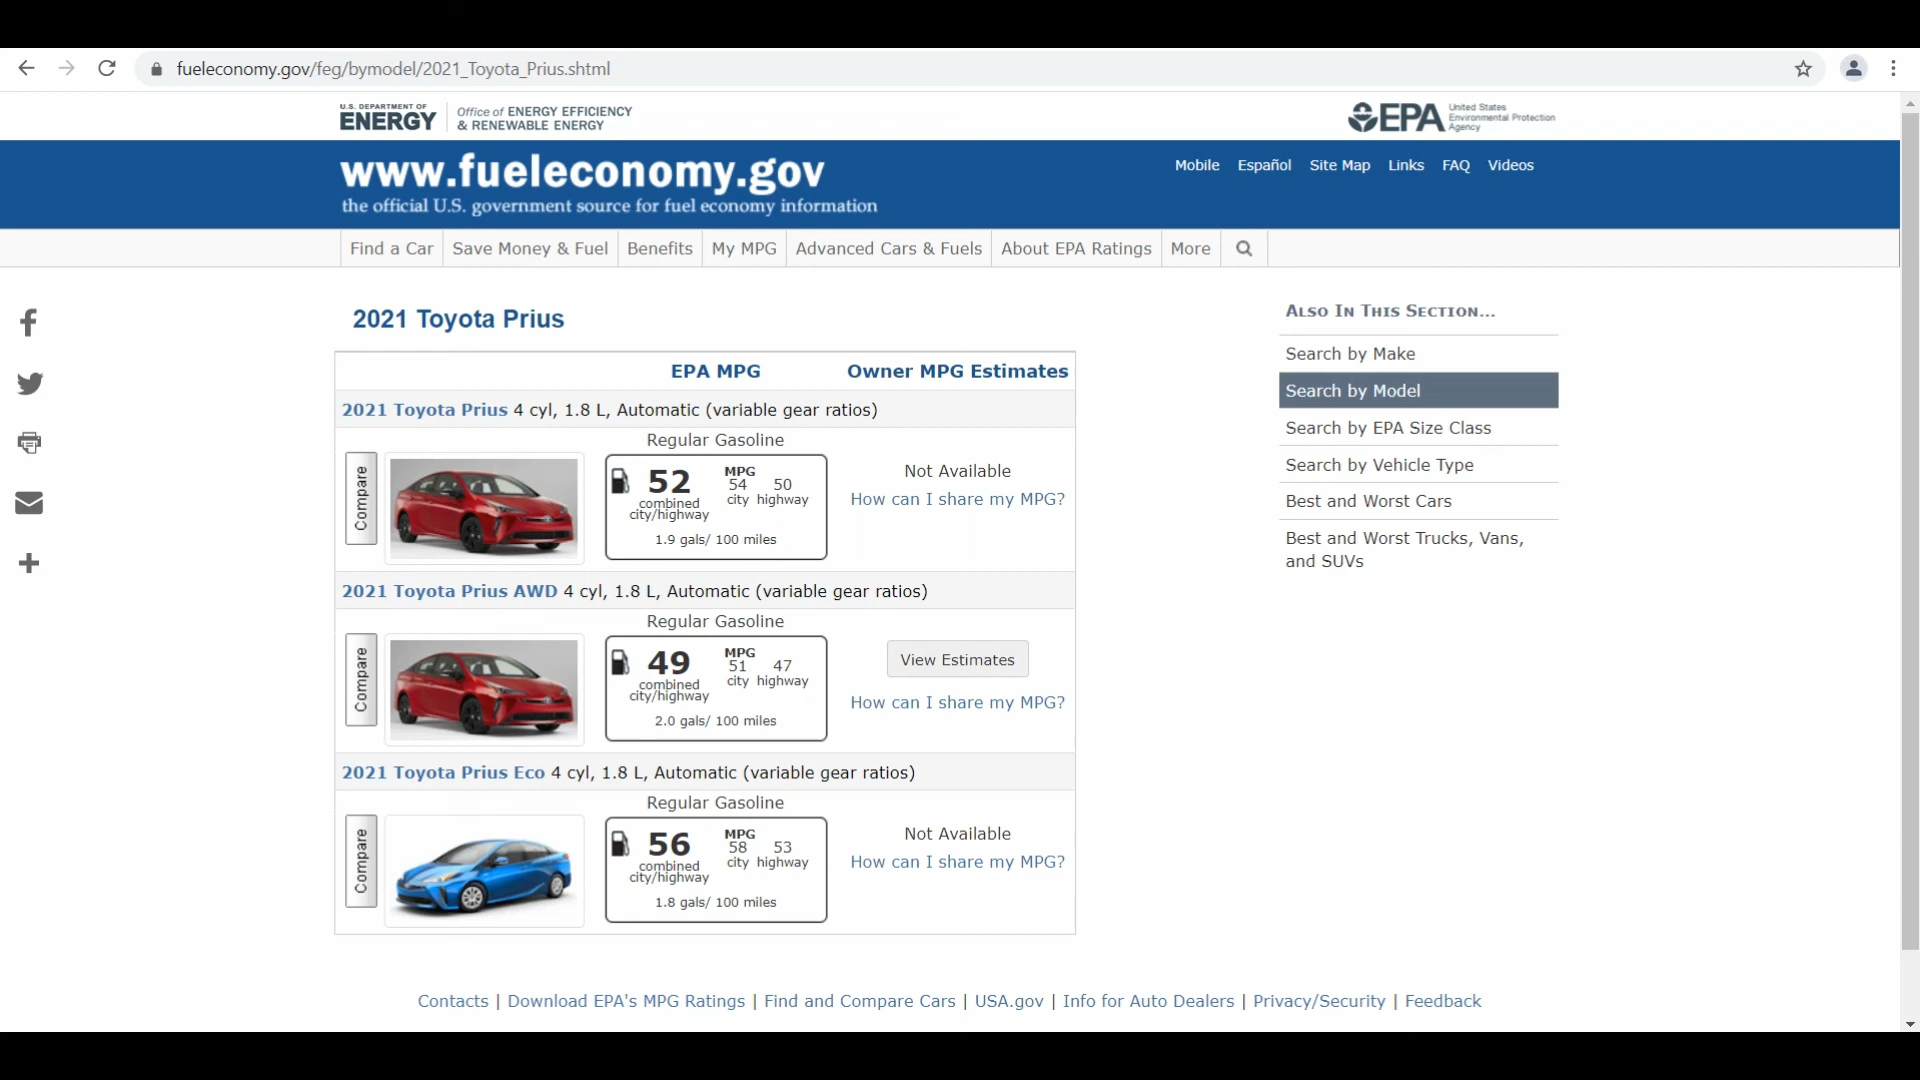 fueleconomy.gov/feg/bymodel/2021_Toyota_Prius.shtml
U.S. DEPARTMENT OF
ENERGY
Office of ENERGY EFFICIENCY
& RENEWABLE ENERGY
EPA
United States
Environmental Protection
Agency
www.fueleconomy.gov
the official U.S. government source for fuel economy information
Mobile Español Site Map Links FAQ Videos
Find a Car Save Money & Fuel Benefits My MPG Advanced Cars & Fuels About EPA Ratings More
2021 Toyota Prius
EPA MPG Owner MPG Estimates
2021 Toyota Prius 4 cyl, 1.8 L, Automatic (variable gear ratios)
Compare
Regular Gasoline
52
combined
city/highway
MPG
54 50
city highway
1.9 gals/ 100 miles
Not Available
How can I share my MPG?
2021 Toyota Prius AWD 4 cyl, 1.8 L, Automatic (variable gear ratios)
Compare
Regular Gasoline
49
combined
city/highway
MPG
51 47
city highway
2.0 gals/ 100 miles
View Estimates
How can I share my MPG?
2021 Toyota Prius Eco 4 cyl, 1.8 L, Automatic (variable gear ratios)
Compare
Regular Gasoline
56
combined
city/highway
MPG
58 53
city highway
1.8 gals/ 100 miles
Not Available
How can I share my MPG?
ALSO IN THIS SECTION...
Search by Make
Search by Model
Search by EPA Size Class
Search by Vehicle Type
Best and Worst Cars
Best and Worst Trucks, Vans,
and SUVs
Contacts | Download EPA's MPG Ratings | Find and Compare Cars | USA.gov | Info for Auto Dealers | Privacy/Security | Feedback